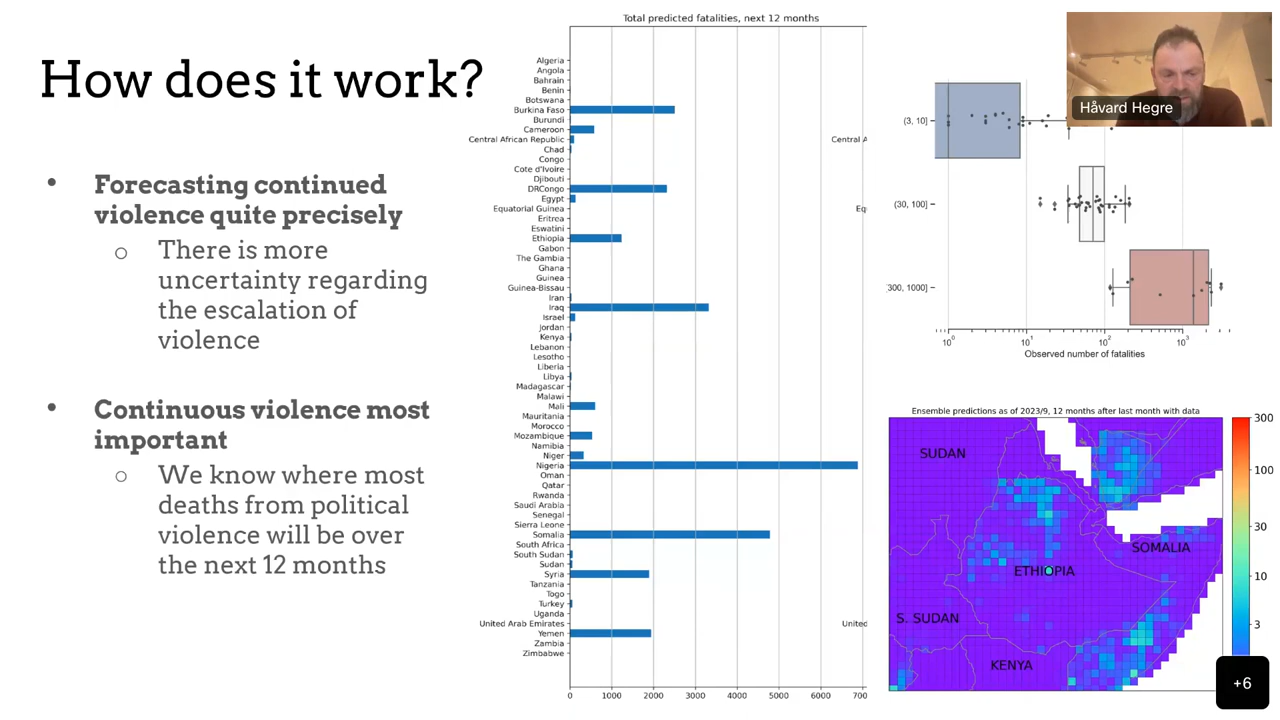 How does it work?
• Forecasting continued
violence quite precisely
○ There is more
uncertainty regarding
the escalation of
violence
• Continuous violence most
important
○ We know where most
deaths from political
violence will be over
the next 12 months
Total predicted fatalities, next 12 months
Algeria
Angola
Bahrain
Benin
Botswana
Burkina Faso
Burundi
Cameroon
Central African Republic
Chad
Congo
Cote d'Ivoire
Djibouti
DRCongo
Egypt
Equatorial Guinea
Eritrea
Eswatini
Ethiopia
Gabon
The Gambia
Ghana
Guinea
Guinea-Bissau
Iran
Iraq
Israel
Jordan
Kenya
Lebanon
Lesotho
Liberia
Libya
Madagascar
Malawi
Mali
Mauritania
Morocco
Mozambique
Namibia
Niger
Nigeria
Oman
Qatar
Rwanda
Saudi Arabia
Senegal
Sierra Leone
Somalia
South Africa
South Sudan
Sudan
Syria
Tanzania
Togo
Turkey
Uganda
United Arab Emirates
Yemen
Zambia
Zimbabwe
0 1000 2000 3000 4000 5000 6000 700
Central A
Eq
United
Håvard Hegre
(3, 10]
(30, 100]
300, 1000]
10⁰ 10¹ 10² 10³
Observed number of fatalities
Ensemble predictions as of 2023/9, 12 months after last month with data
SUDAN
SOMALIA
ETHIOPIA
S. SUDAN
KENYA
300
100
30
10
3
+6